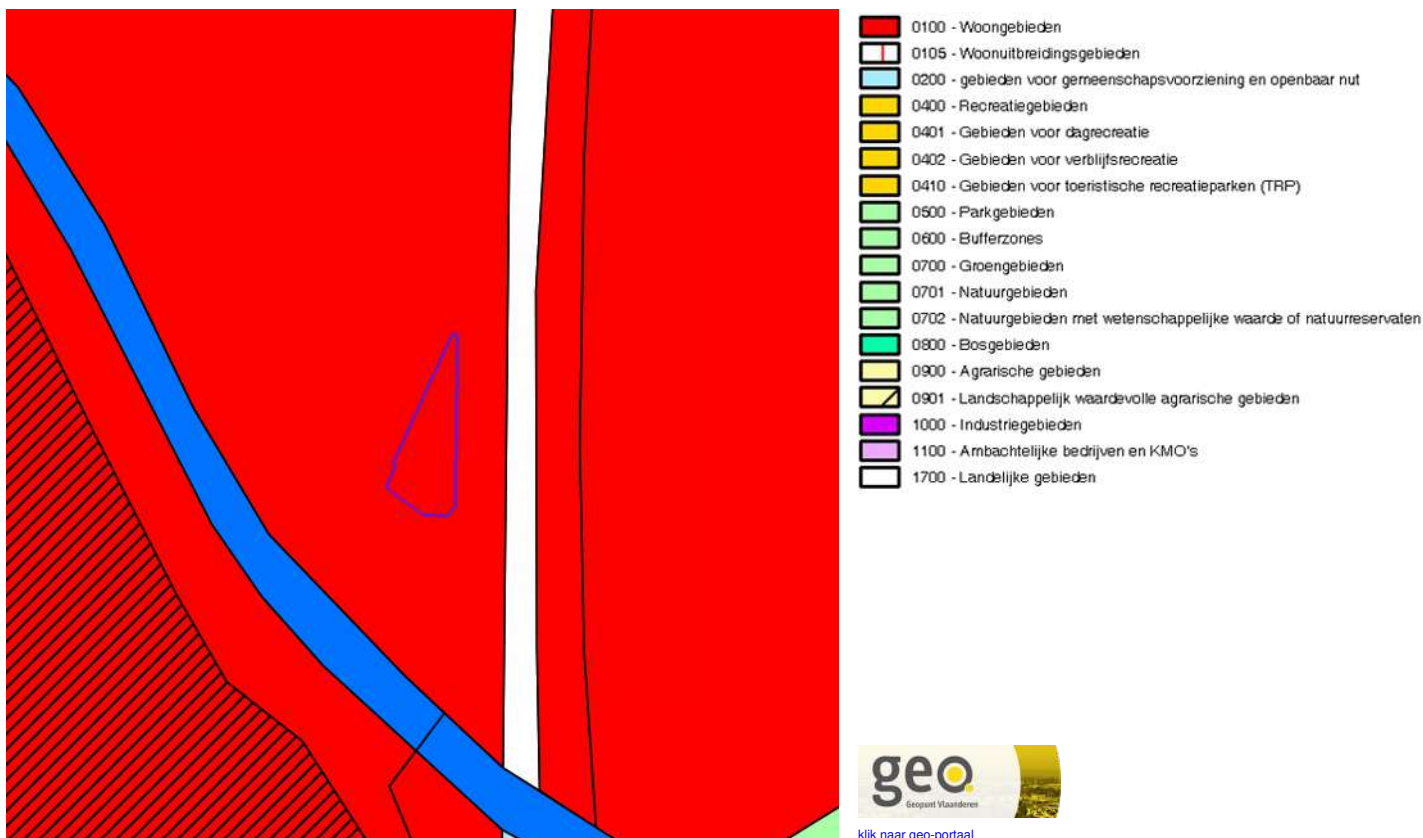 0100 - Woongebieden
0105 - Woonuitbreidingsgebieden
0200 - gebieden voor gemeenschapsvoorziening en openbaar nut
0400 - Recreatiegebieden
0401 - Gebieden voor dagrecreatie
0402 - Gebieden voor verblijfsrecreatie
0410 - Gebieden voor toeristische recreatieparken (TRP)
0500 - Parkgebieden
0600 - Bufferzones
0700 - Groengebieden
0701 - Natuurgebieden
0702 - Natuurgebieden met wetenschappelijke waarde of natuurreservaten
0800 - Bosgebieden
0900 - Agrarische gebieden
0901 - Landschappelijk waardevolle agrarische gebieden
1000 - Industriegebieden
1100 - Ambachtelijke bedrijven en KMO's
1700 - Landelijke gebieden
geo
Geopunt Vlaanderen
klik naar geo-portaal